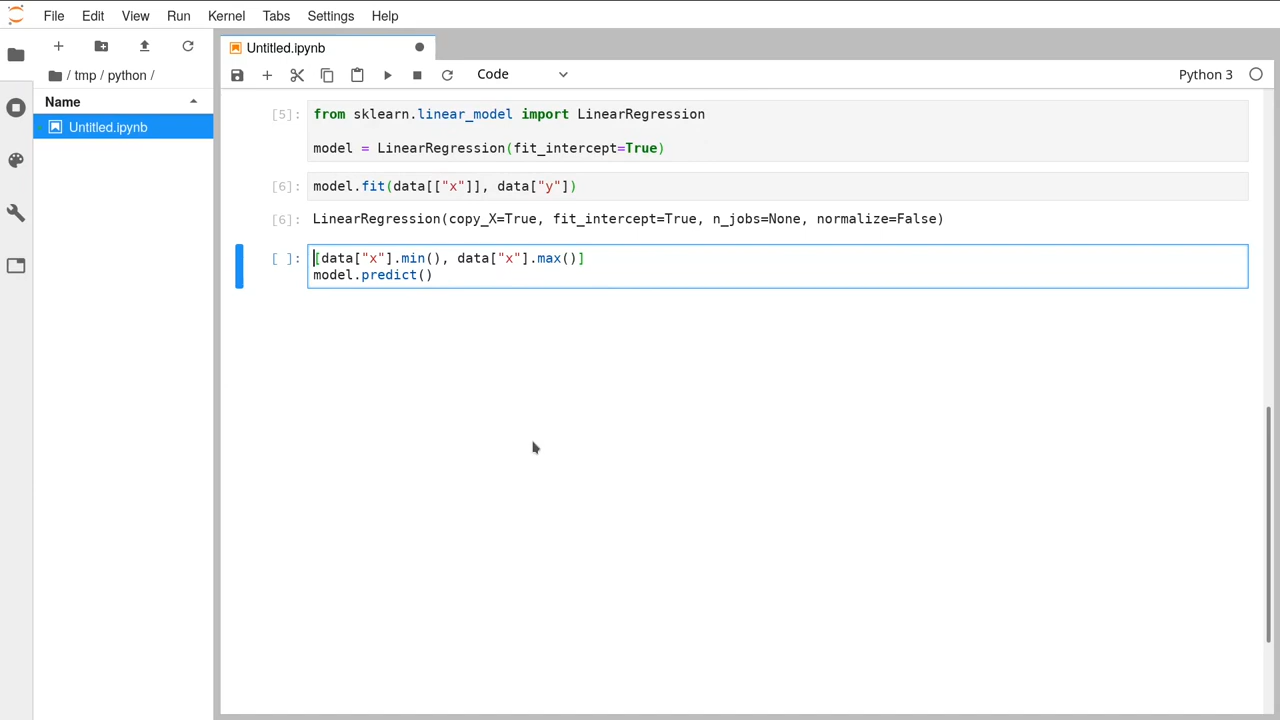 File Edit View Run Kernel Tabs Settings Help
Untitled.ipynb
/ tmp / python /
Code
Python 3
Name
Untitled.ipynb
[5]: from sklearn.linear_model import LinearRegression
model = LinearRegression(fit_intercept=True)
[6]: model.fit(data[["x"]], data["y"])
[6]: LinearRegression(copy_X=True, fit_intercept=True, n_jobs=None, normalize=False)
[ ]: [data["x"].min(), data["x"].max()]
model.predict()